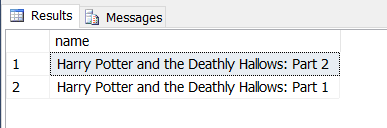 Results Messages
name
1 Harry Potter and the Deathly Hallows: Part 2
2 Harry Potter and the Deathly Hallows: Part 1